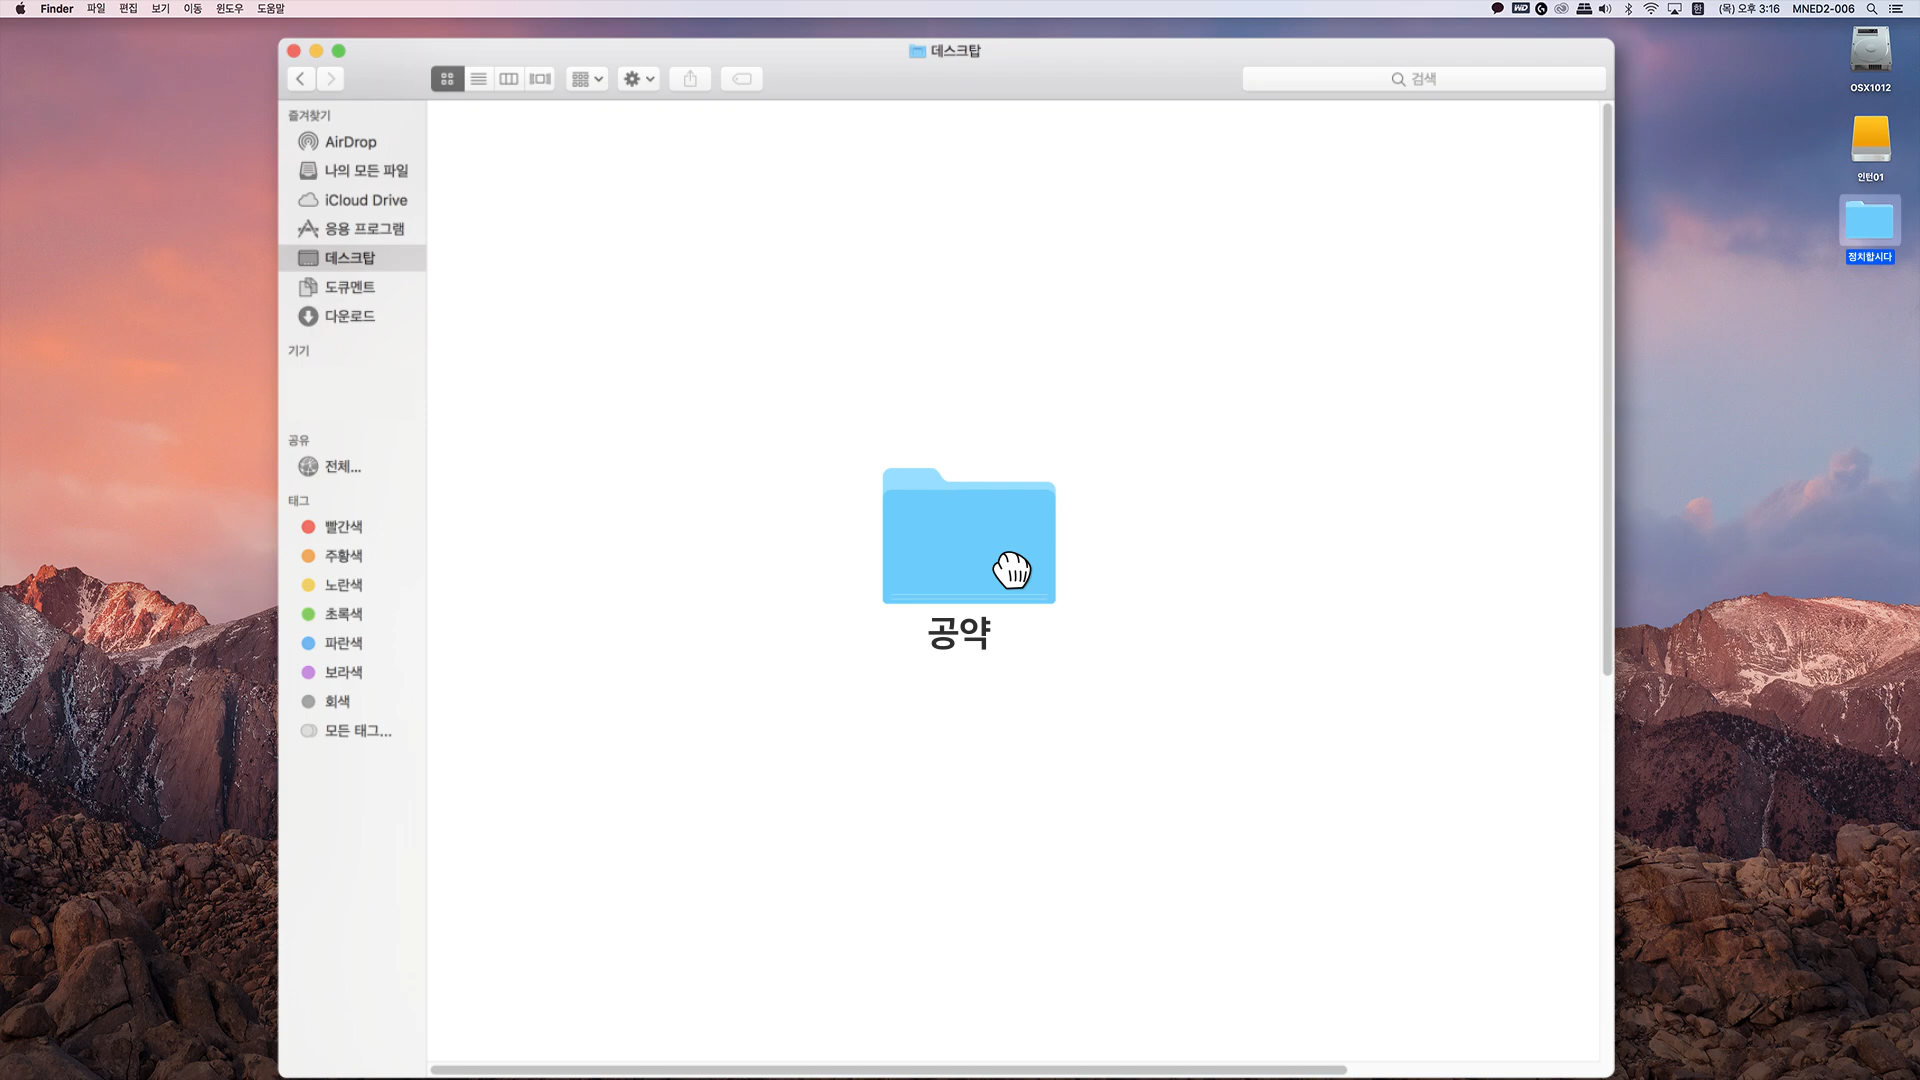 Finder 파일 편집 보기 이동 윈도우 도움말
WD 한 (목) 오후 3:16 MNED2-006
데스크탑
검색
즐겨찾기
AirDrop
나의 모든 파일
iCloud Drive
응용 프로그램
데스크탑
도큐멘트
다운로드
기기
공유
전체...
태그
빨간색
주황색
노란색
초록색
파란색
보라색
회색
모든 태그...
공약
OSX1012
인턴01
정치합시다